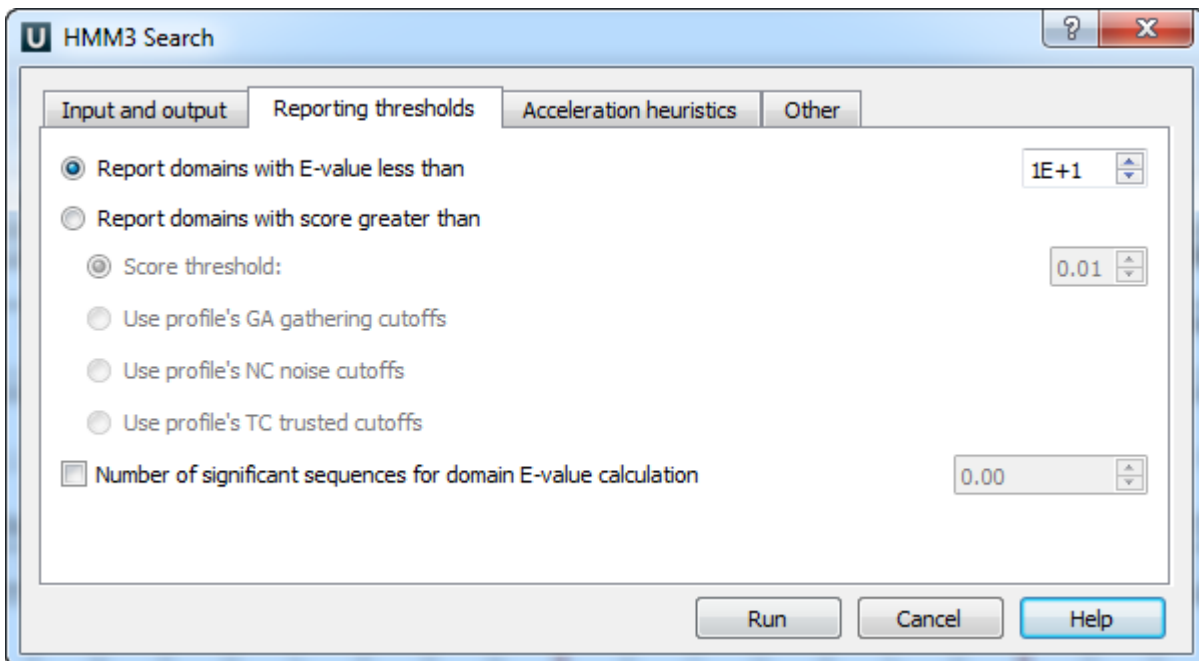 U HMM3 Search
Input and output Reporting thresholds Acceleration heuristics Other
Report domains with E-value less than 1E+1
Report domains with score greater than
Score threshold: 0.01
Use profile's GA gathering cutoffs
Use profile's NC noise cutoffs
Use profile's TC trusted cutoffs
Number of significant sequences for domain E-value calculation 0.00
Run Cancel Help